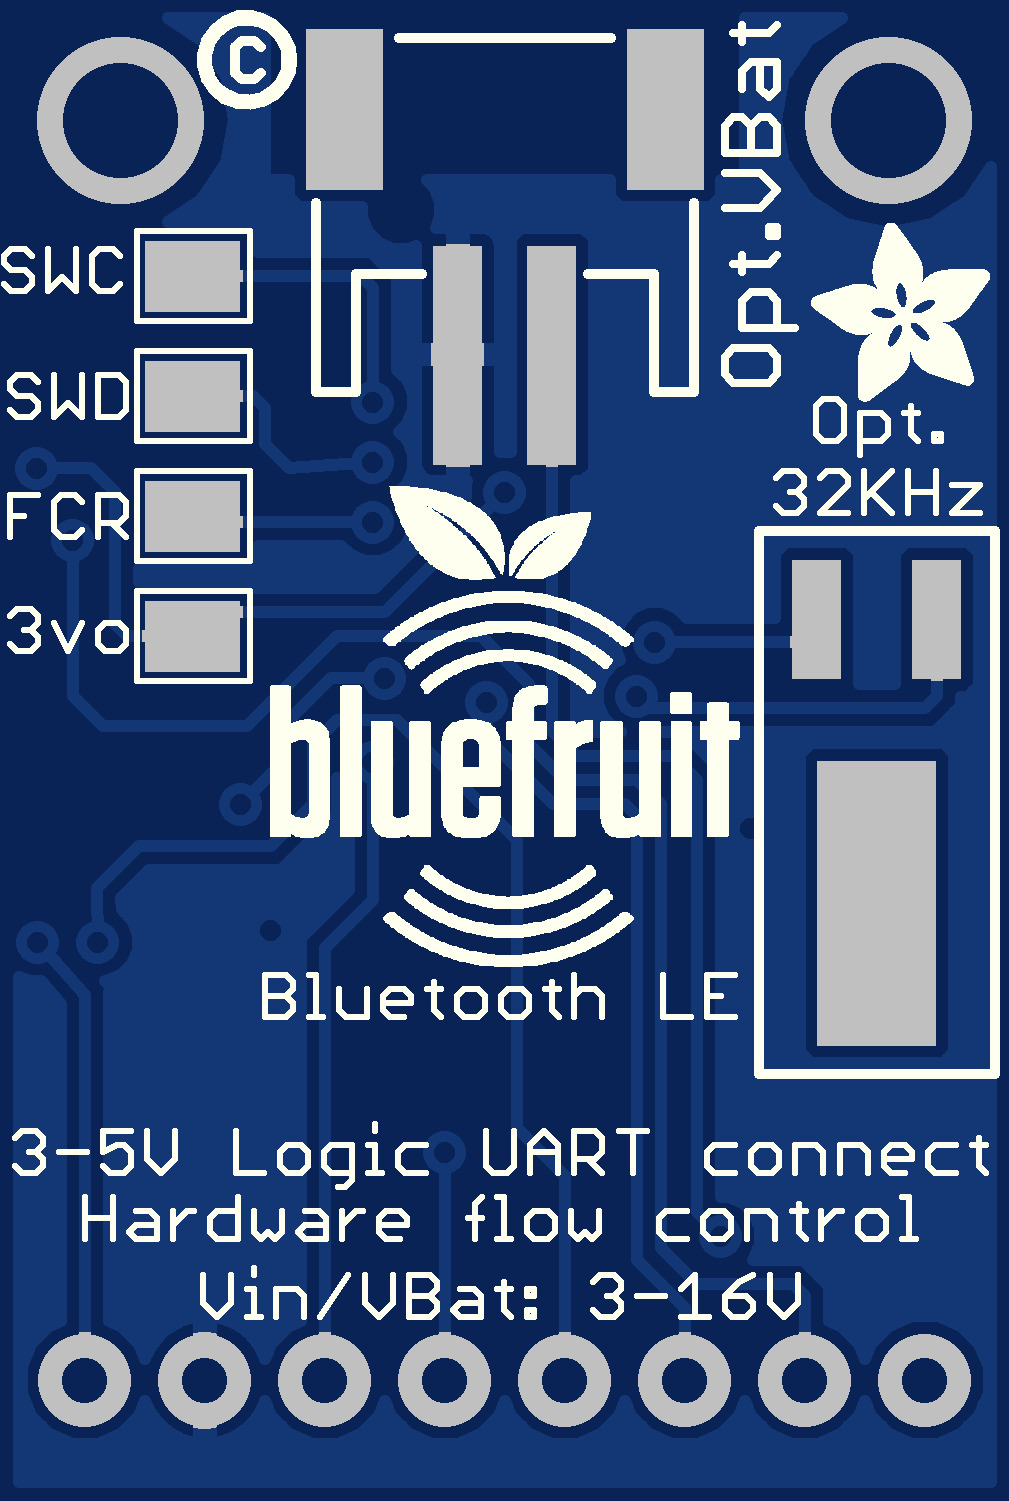 ©
Opt.VBat
SWC
SWD
FCR
3vo
Opt.
32KHz
bluefruit
Bluetooth LE
3-5V Logic UART connect
Hardware flow control
Vin/VBat: 3-16V